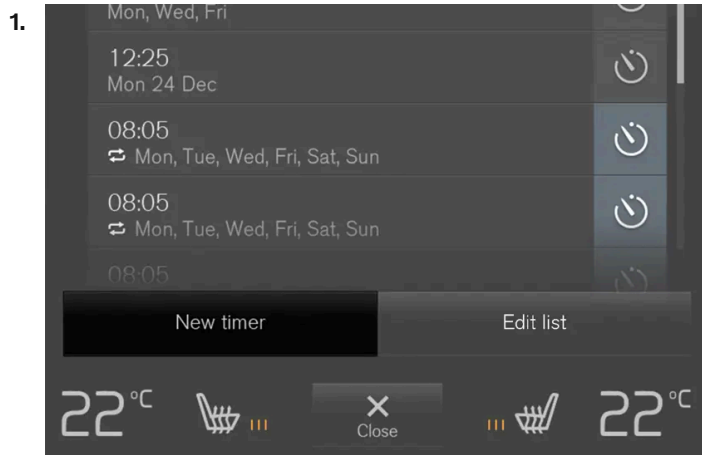 1.
Mon, Wed, Fri
12:25
Mon 24 Dec
08:05
Mon, Tue, Wed, Fri, Sat, Sun
08:05
Mon, Tue, Wed, Fri, Sat, Sun
08:05
New timer Edit list
22°C 22°C
Close